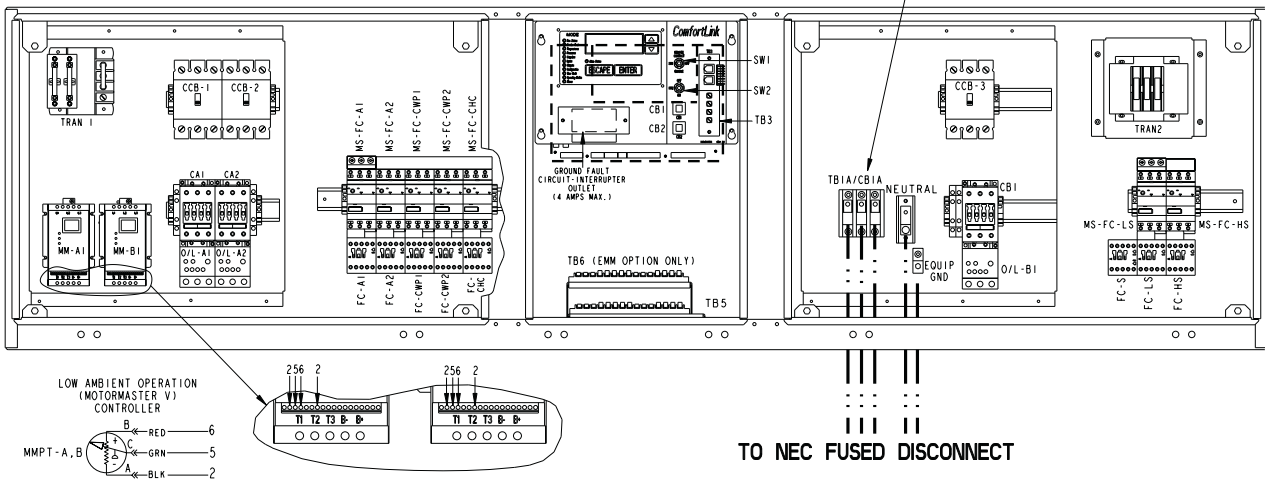 TRAN 1
CCB-1
CCB-2
CA1
CA2
MM-A1
MM-B1
O/L-A1
O/L-A2
MS-FC-A1
MS-FC-A2
MS-FC-CWP1
MS-FC-CWP2
MS-FC-CHC
FC-A1
FC-A2
FC-CWP1
FC-CWP2
FC-
CHC
MODE
ComfortLink
ESCAPE
ENTER
SW1
SW2
CB1
CB2
TB3
GROUND FAULT
CIRCUIT-INTERRUPTER
OUTLET
(4 AMPS MAX.)
TB6 (EMM OPTION ONLY)
TB5
CCB-3
TRAN2
TB1A/CB1A
NEUTRAL
CB1
EQUIP
GND
O/L-B1
MS-FC-LS
MS-FC-HS
FC-S
FC-LS
FC-HS
LOW AMBIENT OPERATION
(MOTORMASTER V)
CONTROLLER
MMPT-A,B
B RED 6
C GRN 5
A BLK 2
+
-
256 2
T1 T2 T3 B- B+
256 2
T1 T2 T3 B- B+
TO NEC FUSED DISCONNECT